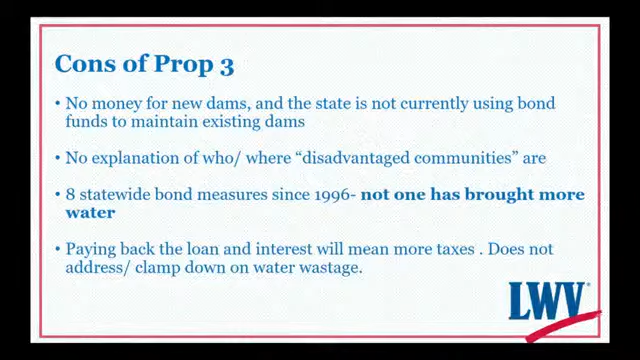 Cons of Prop 3
• No money for new dams, and the state is not currently using bond
funds to maintain existing dams
• No explanation of who/ where “disadvantaged communities” are
• 8 statewide bond measures since 1996- not one has brought more
water
• Paying back the loan and interest will mean more taxes . Does not
address/ clamp down on water wastage.
LWV®